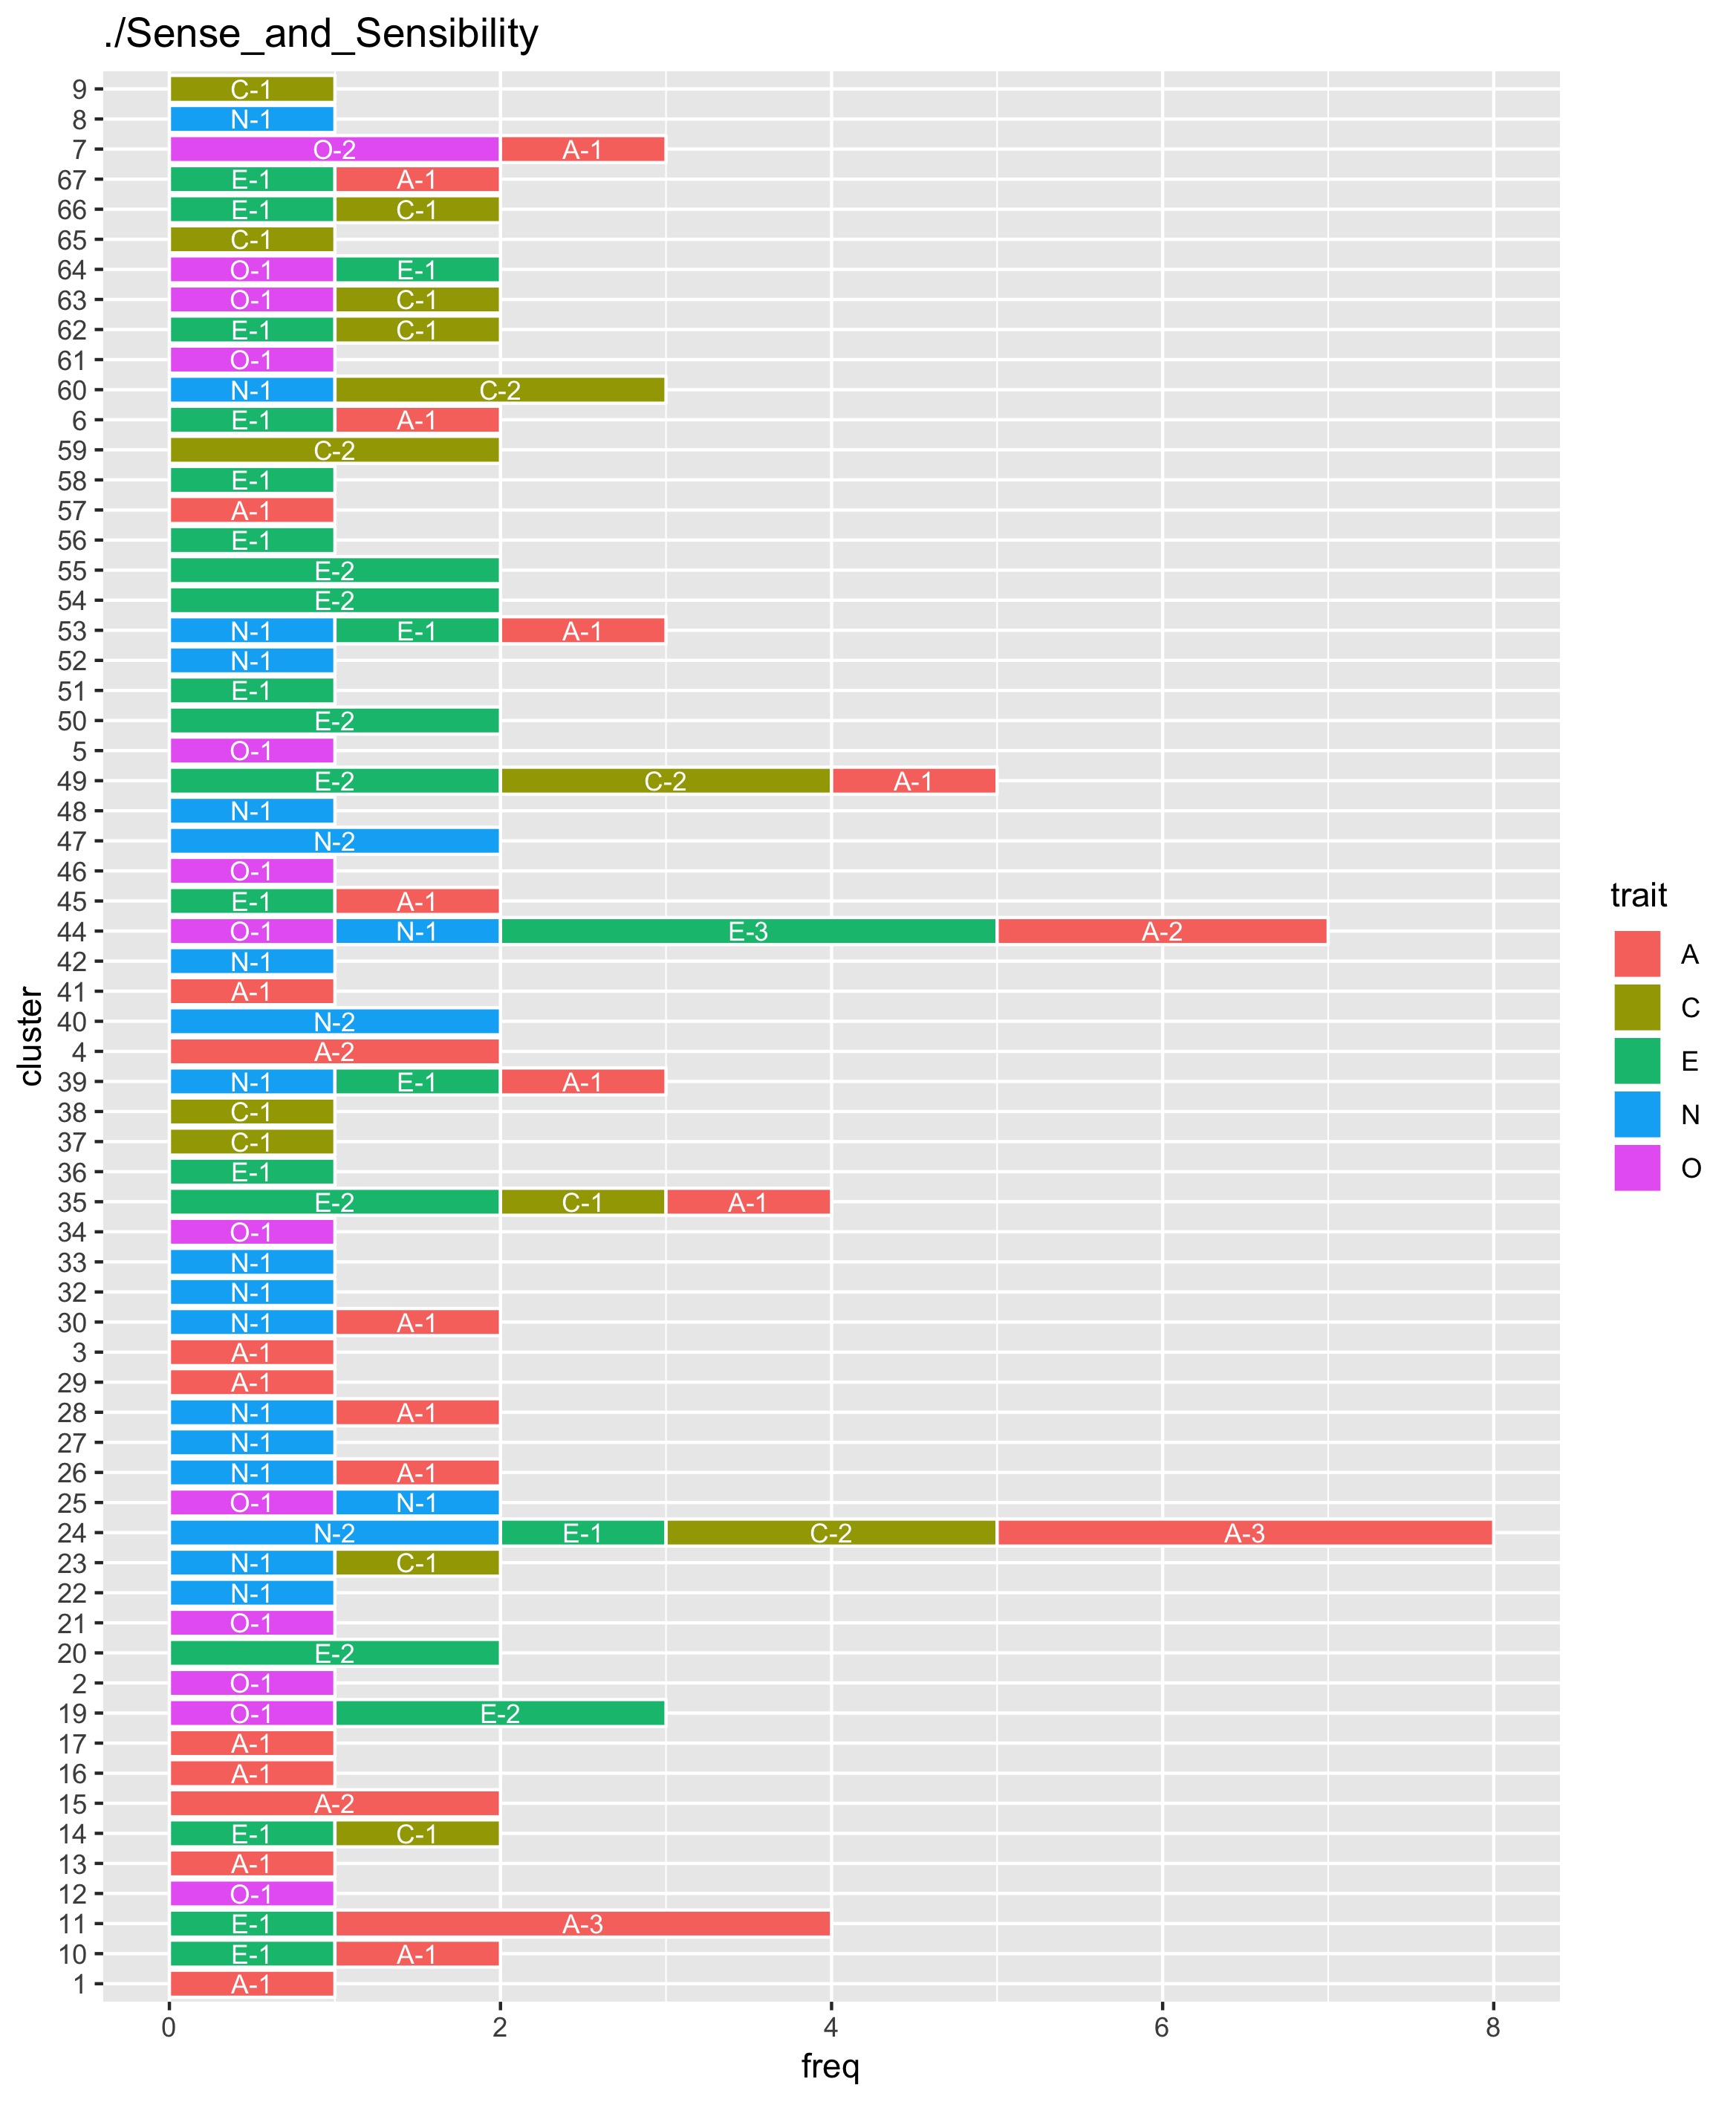 ./Sense_and_Sensibility
9 C-1
8 N-1
7 O-2 A-1
67 E-1 A-1
66 E-1 C-1
65 C-1
64 O-1 E-1
63 O-1 C-1
62 E-1 C-1
61 O-1
60 N-1 C-2
6 E-1 A-1
59 C-2
58 E-1
57 A-1
56 E-1
55 E-2
54 E-2
53 N-1 E-1 A-1
52 N-1
51 E-1
50 E-2
5 O-1
49 E-2 C-2 A-1
48 N-1
47 N-2
46 O-1
45 E-1 A-1
44 O-1 N-1 E-3 A-2
42 N-1
41 A-1
40 N-2
4 A-2
39 N-1 E-1 A-1
38 C-1
37 C-1
36 E-1
35 E-2 C-1 A-1
34 O-1
33 N-1
32 N-1
30 N-1 A-1
3 A-1
29 A-1
28 N-1 A-1
27 N-1
26 N-1 A-1
25 O-1 N-1
24 N-2 E-1 C-2 A-3
23 N-1 C-1
22 N-1
21 O-1
20 E-2
2 O-1
19 O-1 E-2
17 A-1
16 A-1
15 A-2
14 E-1 C-1
13 A-1
12 O-1
11 E-1 A-3
10 E-1 A-1
1 A-1
0 2 4 6 8
freq
cluster
trait
A
C
E
N
O